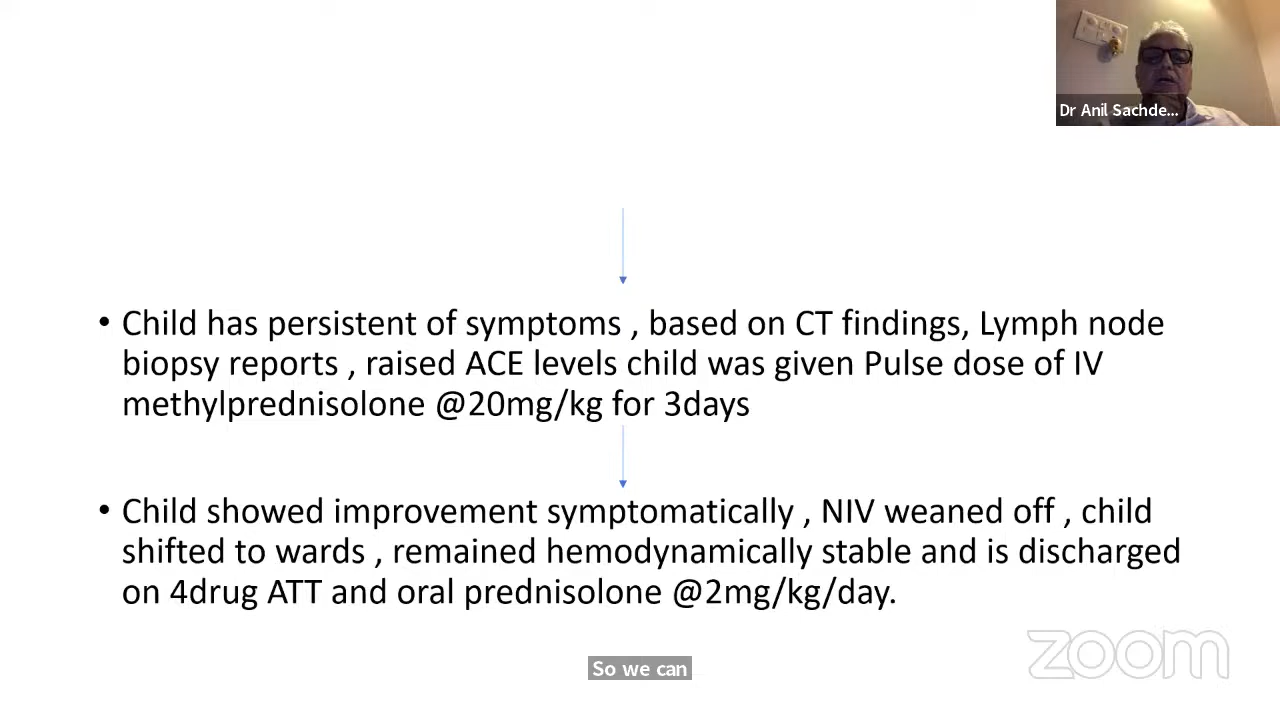 Dr Anil Sachde...
• Child has persistent of symptoms , based on CT findings, Lymph node
biopsy reports , raised ACE levels child was given Pulse dose of IV
methylprednisolone @20mg/kg for 3days
• Child showed improvement symptomatically , NIV weaned off , child
shifted to wards , remained hemodynamically stable and is discharged
on 4drug ATT and oral prednisolone @2mg/kg/day.
zoom
So we can